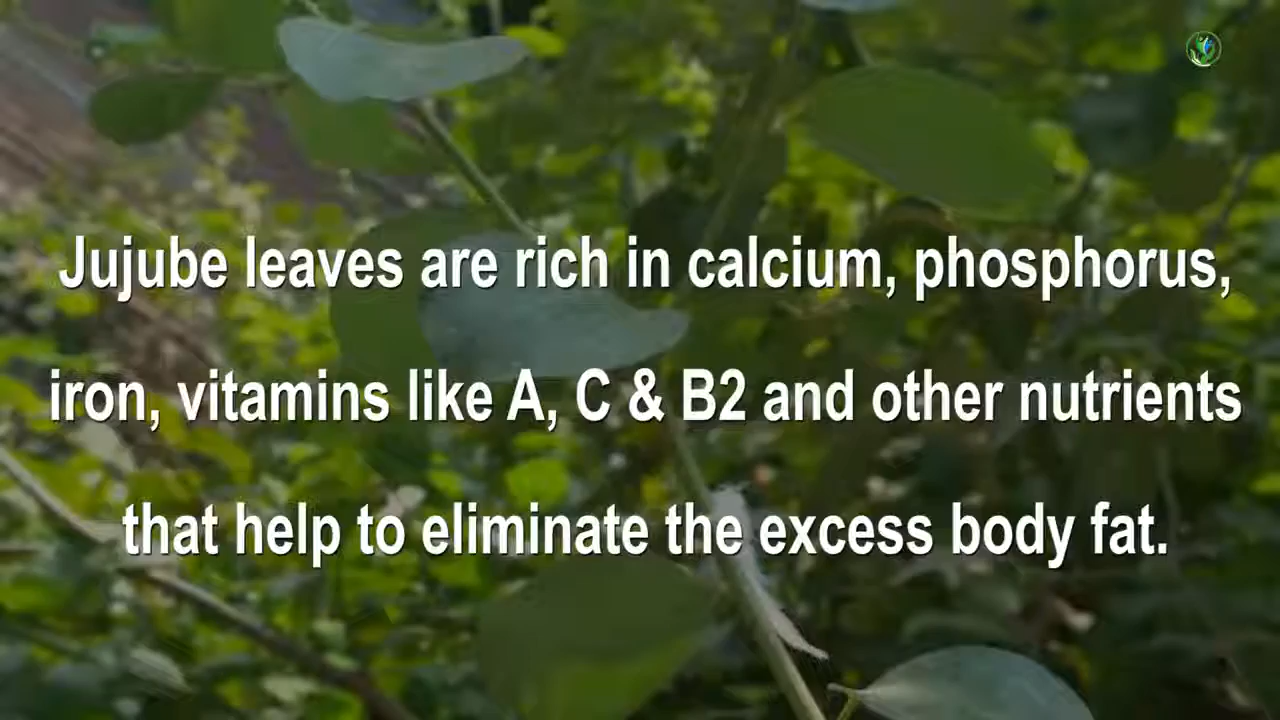 Jujube leaves are rich in calcium, phosphorus,
iron, vitamins like A, C & B2 and other nutrients
that help to eliminate the excess body fat.